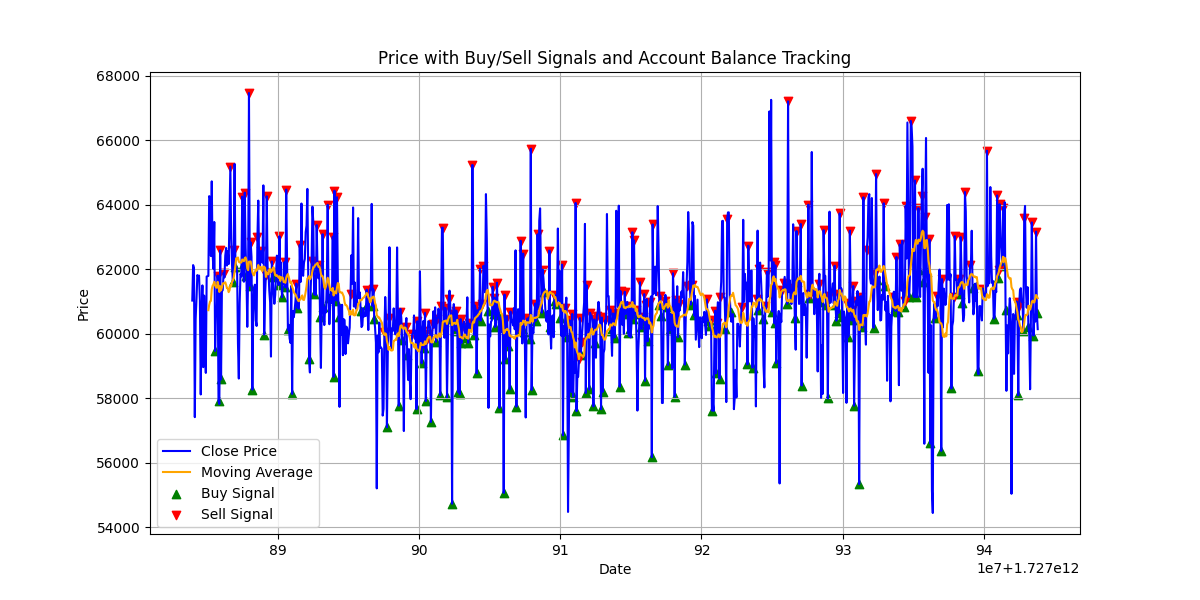 Price with Buy/Sell Signals and Account Balance Tracking
68000
66000
64000
62000
60000
58000
56000
54000
Price
Close Price
Moving Average
Buy Signal
Sell Signal
89 90 91 92 93 94
Date
1e7+1.727e12